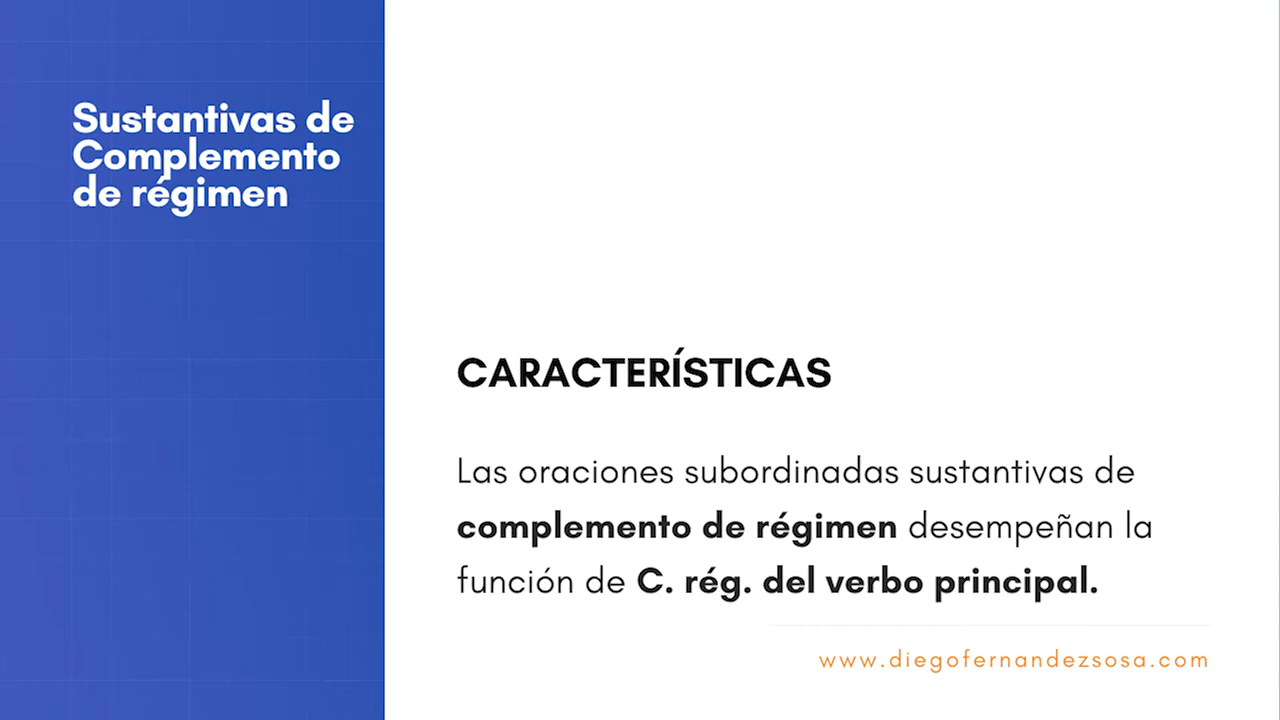 Sustantivas de
Complemento
de régimen
CARACTERÍSTICAS
Las oraciones subordinadas sustantivas de
complemento de régimen desempeñan la
función de C. rég. del verbo principal.
www.diegofernandezsosa.com